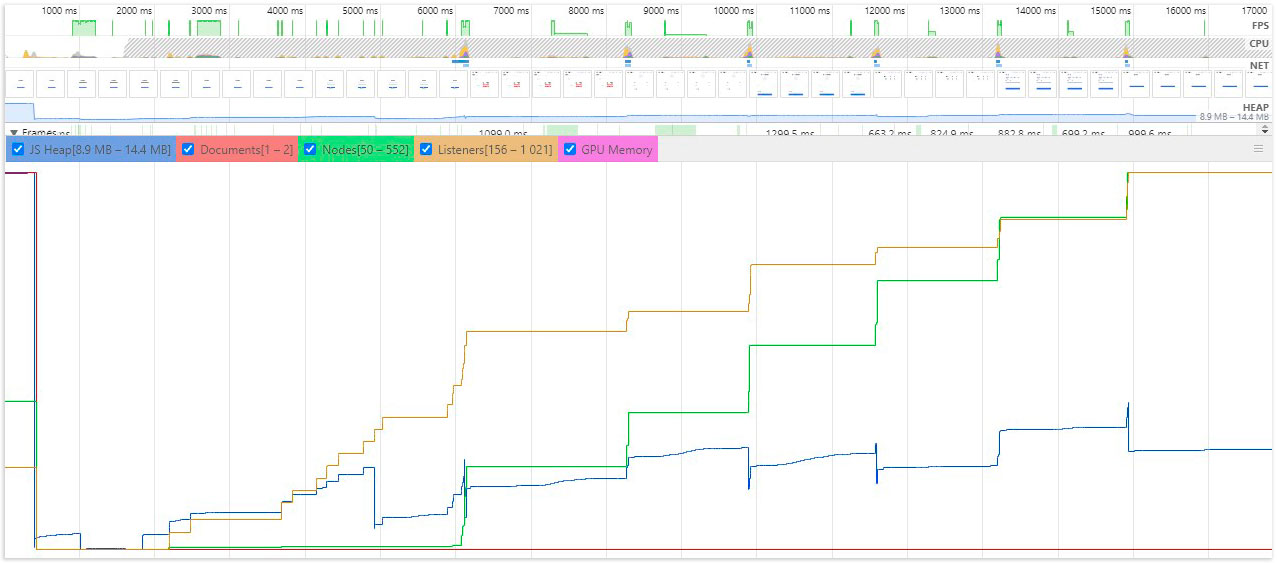 1000 ms 2000 ms 3000 ms 4000 ms 5000 ms 6000 ms 7000 ms 8000 ms 9000 ms 10000 ms 11000 ms 12000 ms 13000 ms 14000 ms 15000 ms 16000 ms 17000
FPS
CPU
NET
HEAP
8.9 MB – 14.4 MB
▼ Frames ns 1099.0 ms 1299.5 ms 663.2 ms 824.9 ms 882.8 ms 699.2 ms 999.6 ms
JS Heap[8.9 MB – 14.4 MB] Documents[1 – 2] Nodes[50 – 552] Listeners[156 – 1 021] GPU Memory